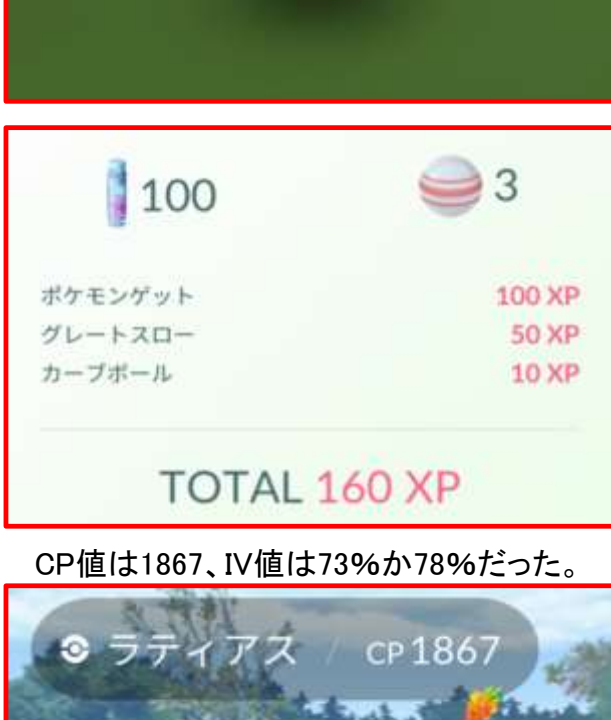 100 3
ポケモンゲット 100 XP
グレートスロー 50 XP
カーブボール 10 XP
TOTAL 160 XP
CP値は1867、IV値は73%か78%だった。
ラティアス / CP 1867